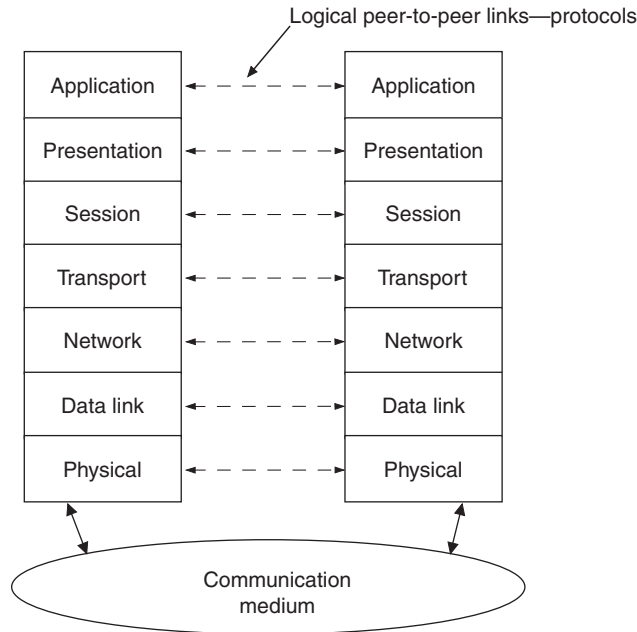 Logical peer-to-peer links—protocols
Application
Application
Presentation
Presentation
Session
Session
Transport
Transport
Network
Network
Data link
Data link
Physical
Physical
Communication
medium